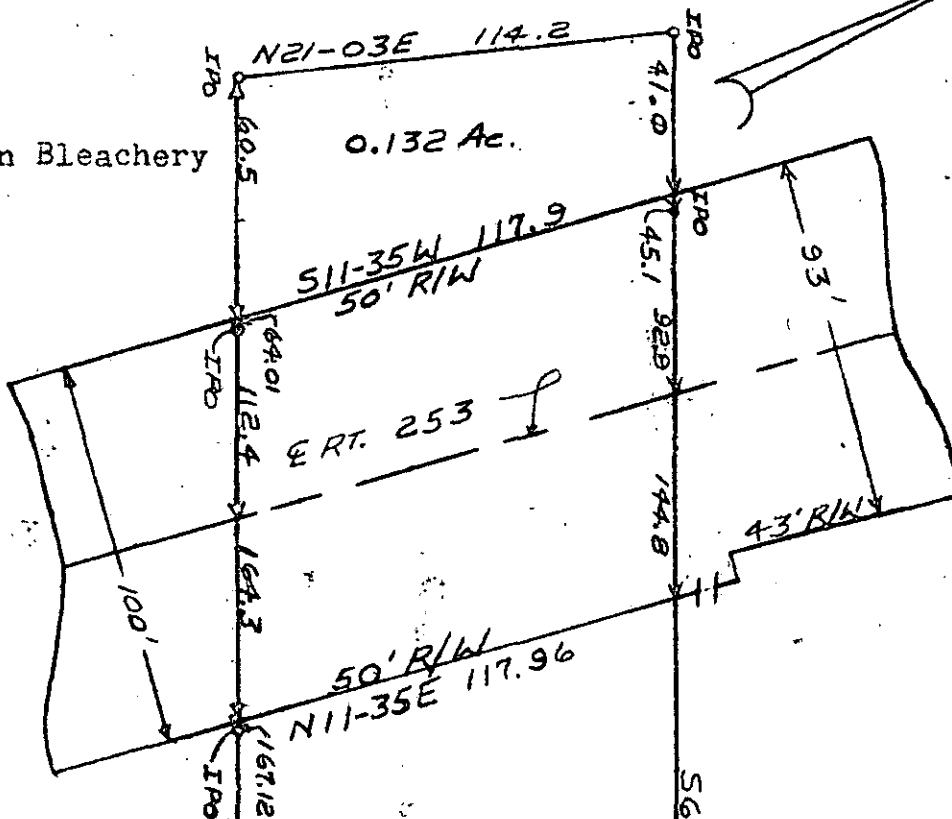 IPO
N21-03E 114.2
IPO
60.5
0.132 Ac.
41.0
n Bleachery
S11-35W 117.9
50' R/W
IPO
45.1
92.8
93'
64.01
IPO
112.4
₠ RT. 253
144.8
43' R/W
164.3
100'
50' R/W
N11-35E 117.96
167.12
IPO
S6